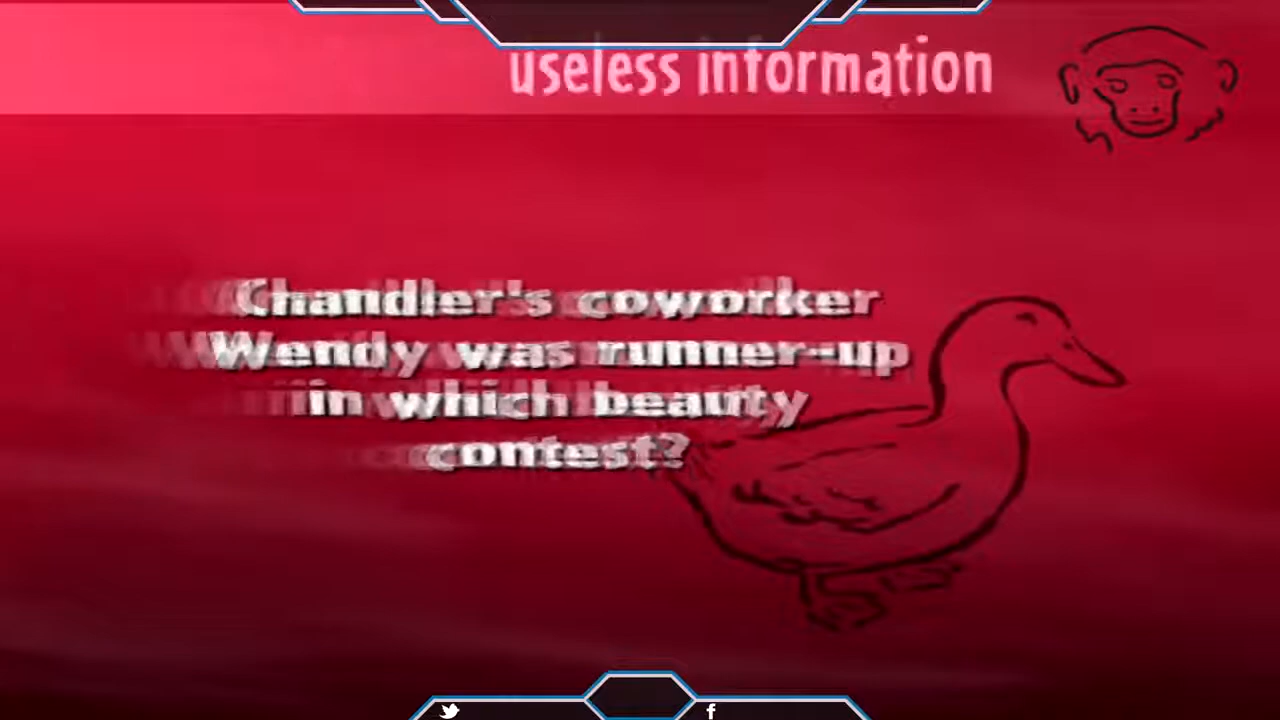 useless information
Chandler's coworker
Wendy was runner-up
in which beauty
contest?